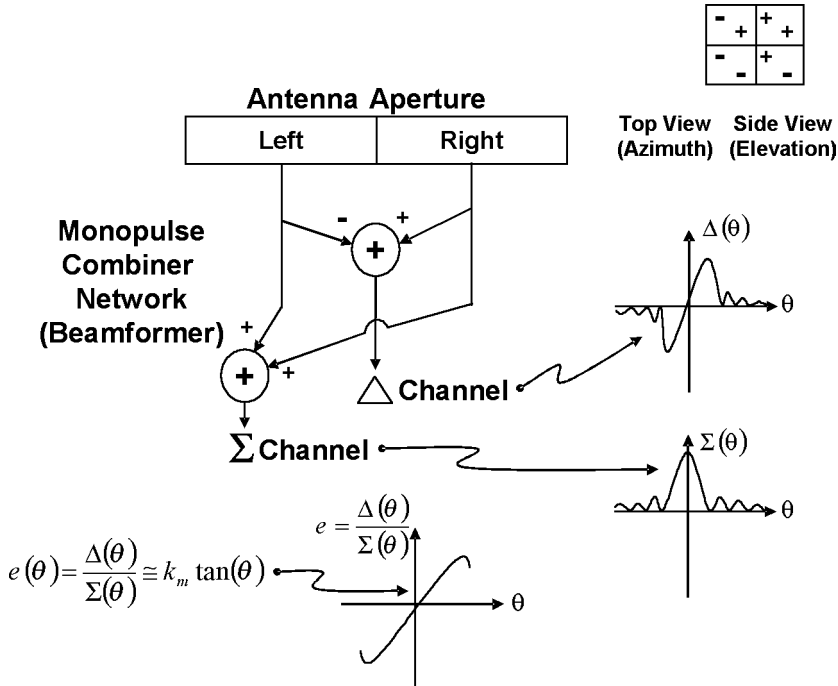 - + + +
- - + -
Antenna Aperture
Left Right
Top View Side View
(Azimuth) (Elevation)
- + +
Monopulse
Combiner
Network
(Beamformer)
+ + +
Δ(θ)
θ
△ Channel
Σ Channel
Σ(θ)
θ
e = Δ(θ)/Σ(θ)
e(θ) = Δ(θ)/Σ(θ) ≅ k_m tan(θ)
θ